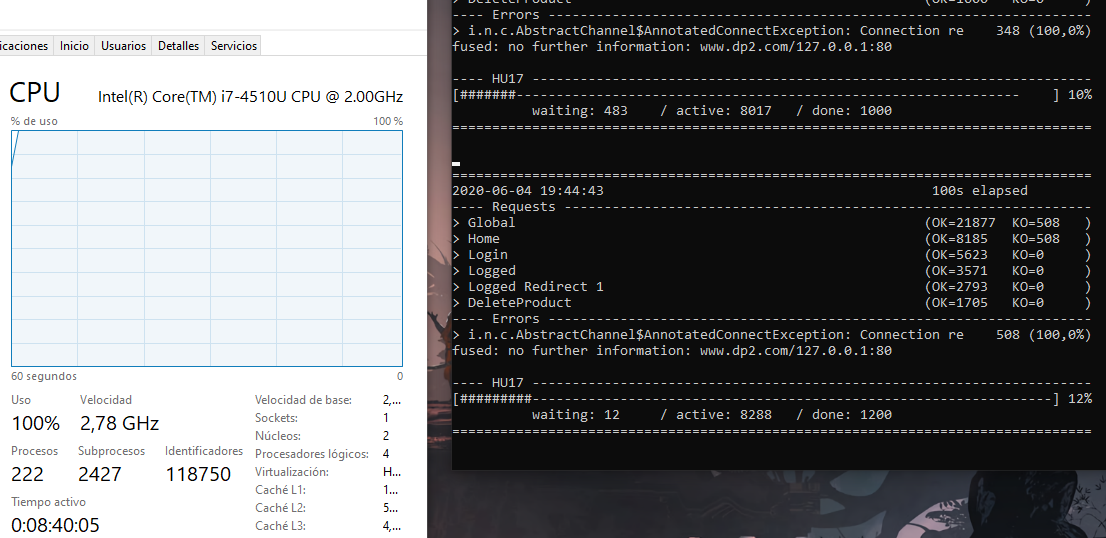 caciones Inicio Usuarios Detalles Servicios
CPU Intel(R) Core(TM) i7-4510U CPU @ 2.00GHz
% de uso 100 %
60 segundos 0
Uso Velocidad
100% 2,78 GHz
Procesos Subprocesos Identificadores
222 2427 118750
Tiempo activo
0:08:40:05
Velocidad de base: 2,...
Sockets: 1
Núcleos: 2
Procesadores lógicos: 4
Virtualización: H...
Caché L1: 1...
Caché L2: 5...
Caché L3: 4,...
> DeleteProduct (OK=1000 KO=0 )
---- Errors --------------------------------------------------------------------
> i.n.c.AbstractChannel$AnnotatedConnectException: Connection re 348 (100,0%)
fused: no further information: www.dp2.com/127.0.0.1:80
---- HU17 ----------------------------------------------------------------------
[#######--------------------------------------------------------------- ] 10%
waiting: 483 / active: 8017 / done: 1000
================================================================================
================================================================================
2020-06-04 19:44:43 100s elapsed
---- Requests ------------------------------------------------------------------
> Global (OK=21877 KO=508 )
> Home (OK=8185 KO=508 )
> Login (OK=5623 KO=0 )
> Logged (OK=3571 KO=0 )
> Logged Redirect 1 (OK=2793 KO=0 )
> DeleteProduct (OK=1705 KO=0 )
---- Errors --------------------------------------------------------------------
> i.n.c.AbstractChannel$AnnotatedConnectException: Connection re 508 (100,0%)
fused: no further information: www.dp2.com/127.0.0.1:80
---- HU17 ----------------------------------------------------------------------
[#########-----------------------------------------------------------------] 12%
waiting: 12 / active: 8288 / done: 1200
================================================================================